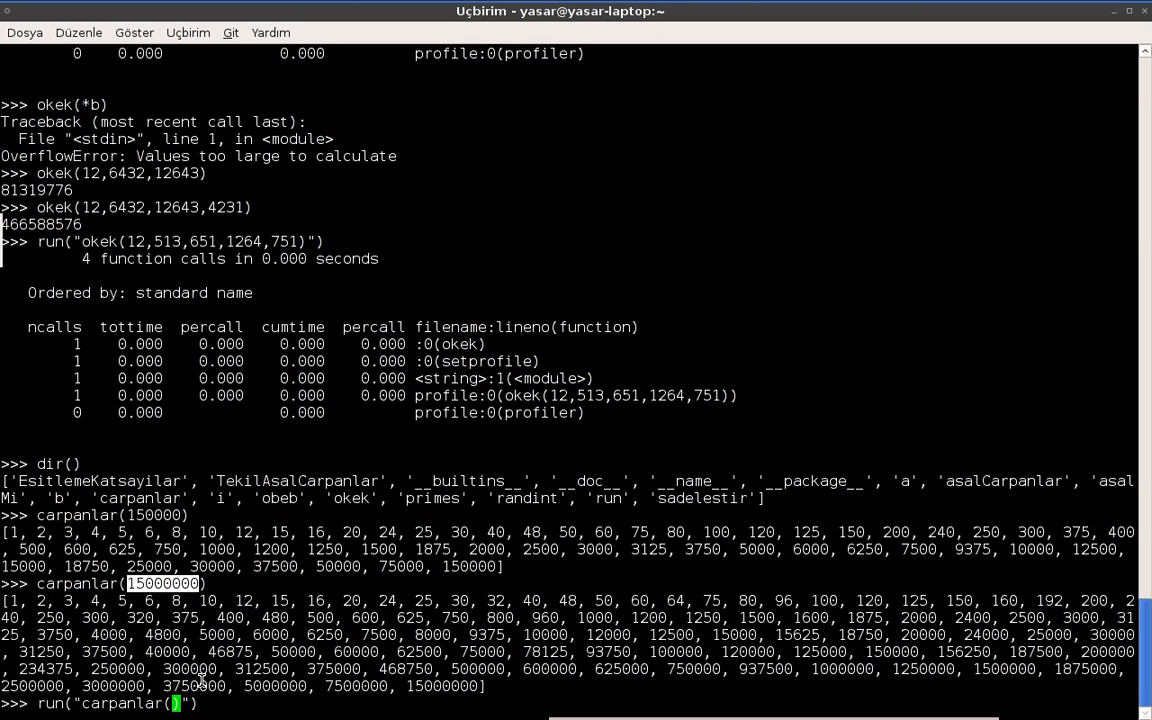 Uçbirim - yasar@yasar-laptop:~
Dosya Düzenle Göster Uçbirim Git Yardım
0 0.000 0.000 profile:0(profiler)
>>> okek(*b)
Traceback (most recent call last):
File "<stdin>", line 1, in <module>
OverflowError: Values too large to calculate
>>> okek(12,6432,12643)
81319776
>>> okek(12,6432,12643,4231)
466588576
>>> run("okek(12,513,651,1264,751)")
4 function calls in 0.000 seconds
Ordered by: standard name
ncalls tottime percall cumtime percall filename:lineno(function)
1 0.000 0.000 0.000 0.000 :0(okek)
1 0.000 0.000 0.000 0.000 :0(setprofile)
1 0.000 0.000 0.000 0.000 <string>:1(<module>)
1 0.000 0.000 0.000 0.000 profile:0(okek(12,513,651,1264,751))
0 0.000 0.000 profile:0(profiler)
>>> dir()
['EsitlemeKatsayilar', 'TekilAsalCarpanlar', '__builtins__', '__doc__', '__name__', '__package__', 'a', 'asalCarpanlar', 'asal
Mi', 'b', 'carpanlar', 'i', 'obeb', 'okek', 'primes', 'randint', 'run', 'sadelestir']
>>> carpanlar(150000)
[1, 2, 3, 4, 5, 6, 8, 10, 12, 15, 16, 20, 24, 25, 30, 40, 48, 50, 60, 75, 80, 100, 120, 125, 150, 200, 240, 250, 300, 375, 400
, 500, 600, 625, 750, 1000, 1200, 1250, 1500, 1875, 2000, 2500, 3000, 3125, 3750, 5000, 6000, 6250, 7500, 9375, 10000, 12500,
15000, 18750, 25000, 30000, 37500, 50000, 75000, 150000]
>>> carpanlar(15000000)
[1, 2, 3, 4, 5, 6, 8, 10, 12, 15, 16, 20, 24, 25, 30, 32, 40, 48, 50, 60, 64, 75, 80, 96, 100, 120, 125, 150, 160, 192, 200, 2
40, 250, 300, 320, 375, 400, 480, 500, 600, 625, 750, 800, 960, 1000, 1200, 1250, 1500, 1600, 1875, 2000, 2400, 2500, 3000, 31
25, 3750, 4000, 4800, 5000, 6000, 6250, 7500, 8000, 9375, 10000, 12000, 12500, 15000, 15625, 18750, 20000, 24000, 25000, 30000
, 31250, 37500, 40000, 46875, 50000, 60000, 62500, 75000, 78125, 93750, 100000, 120000, 125000, 150000, 156250, 187500, 200000
, 234375, 250000, 300000, 312500, 375000, 468750, 500000, 600000, 625000, 750000, 937500, 1000000, 1250000, 1500000, 1875000,
2500000, 3000000, 3750000, 5000000, 7500000, 15000000]
>>> run("carpanlar()")